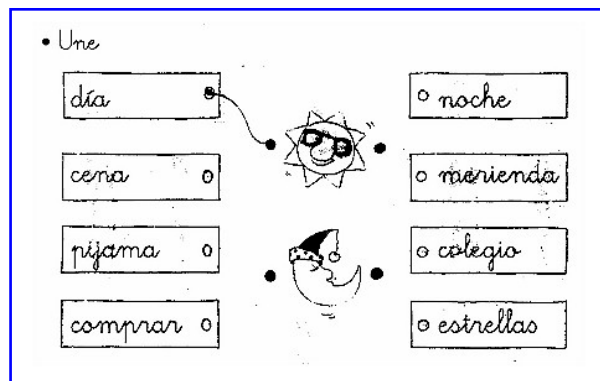 • Une
día
noche
cena
merienda
pijama
colegio
comprar
estrellas